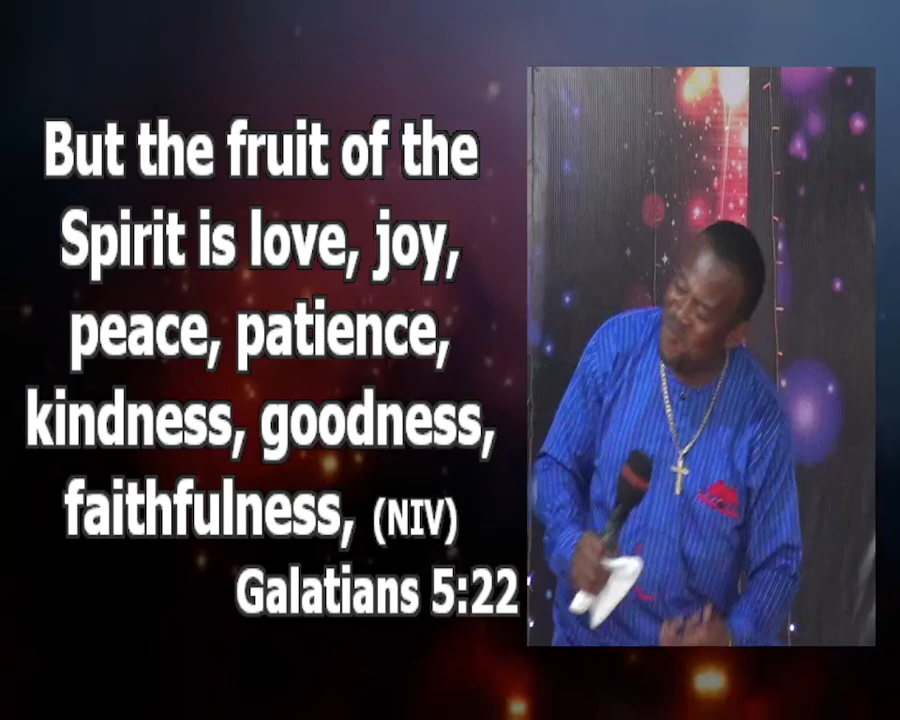 But the fruit of the
Spirit is love, joy,
peace, patience,
kindness, goodness,
faithfulness, (NIV)
Galatians 5:22